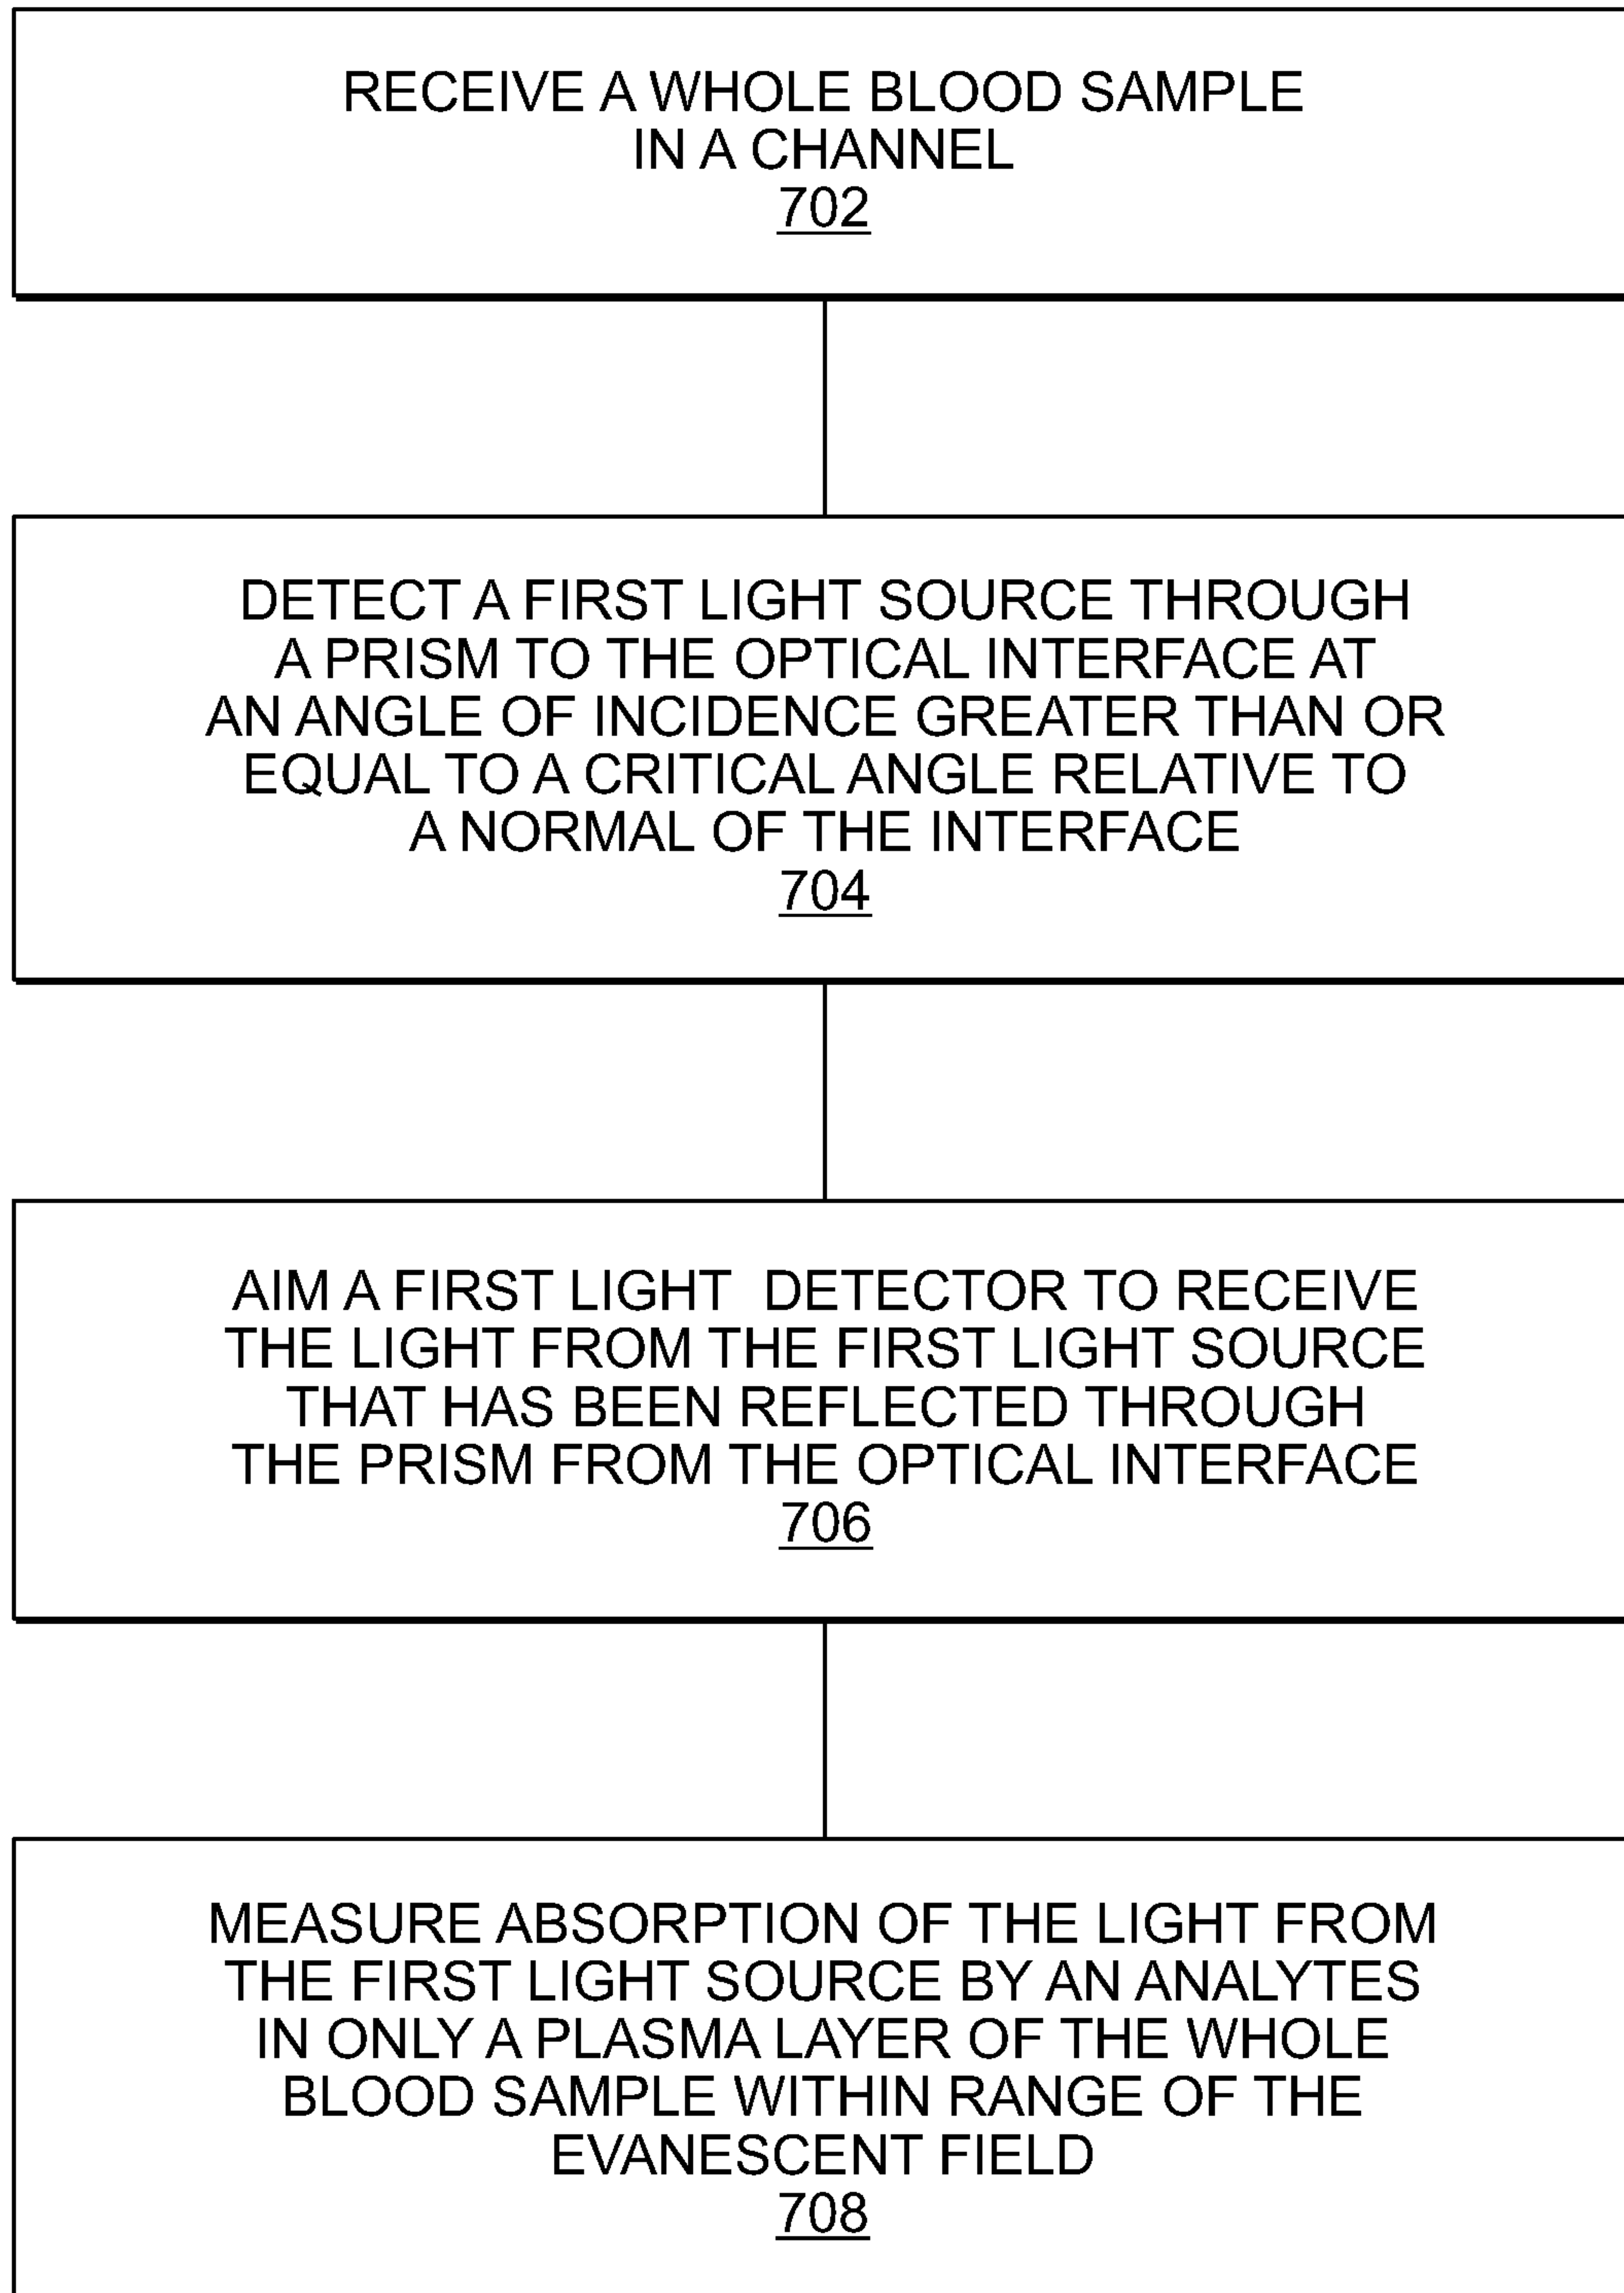 RECEIVE A WHOLE BLOOD SAMPLE
IN A CHANNEL
702
DETECT A FIRST LIGHT SOURCE THROUGH
A PRISM TO THE OPTICAL INTERFACE AT
AN ANGLE OF INCIDENCE GREATER THAN OR
EQUAL TO A CRITICAL ANGLE RELATIVE TO
A NORMAL OF THE INTERFACE
704
AIM A FIRST LIGHT DETECTOR TO RECEIVE
THE LIGHT FROM THE FIRST LIGHT SOURCE
THAT HAS BEEN REFLECTED THROUGH
THE PRISM FROM THE OPTICAL INTERFACE
706
MEASURE ABSORPTION OF THE LIGHT FROM
THE FIRST LIGHT SOURCE BY AN ANALYTES
IN ONLY A PLASMA LAYER OF THE WHOLE
BLOOD SAMPLE WITHIN RANGE OF THE
EVANESCENT FIELD
708